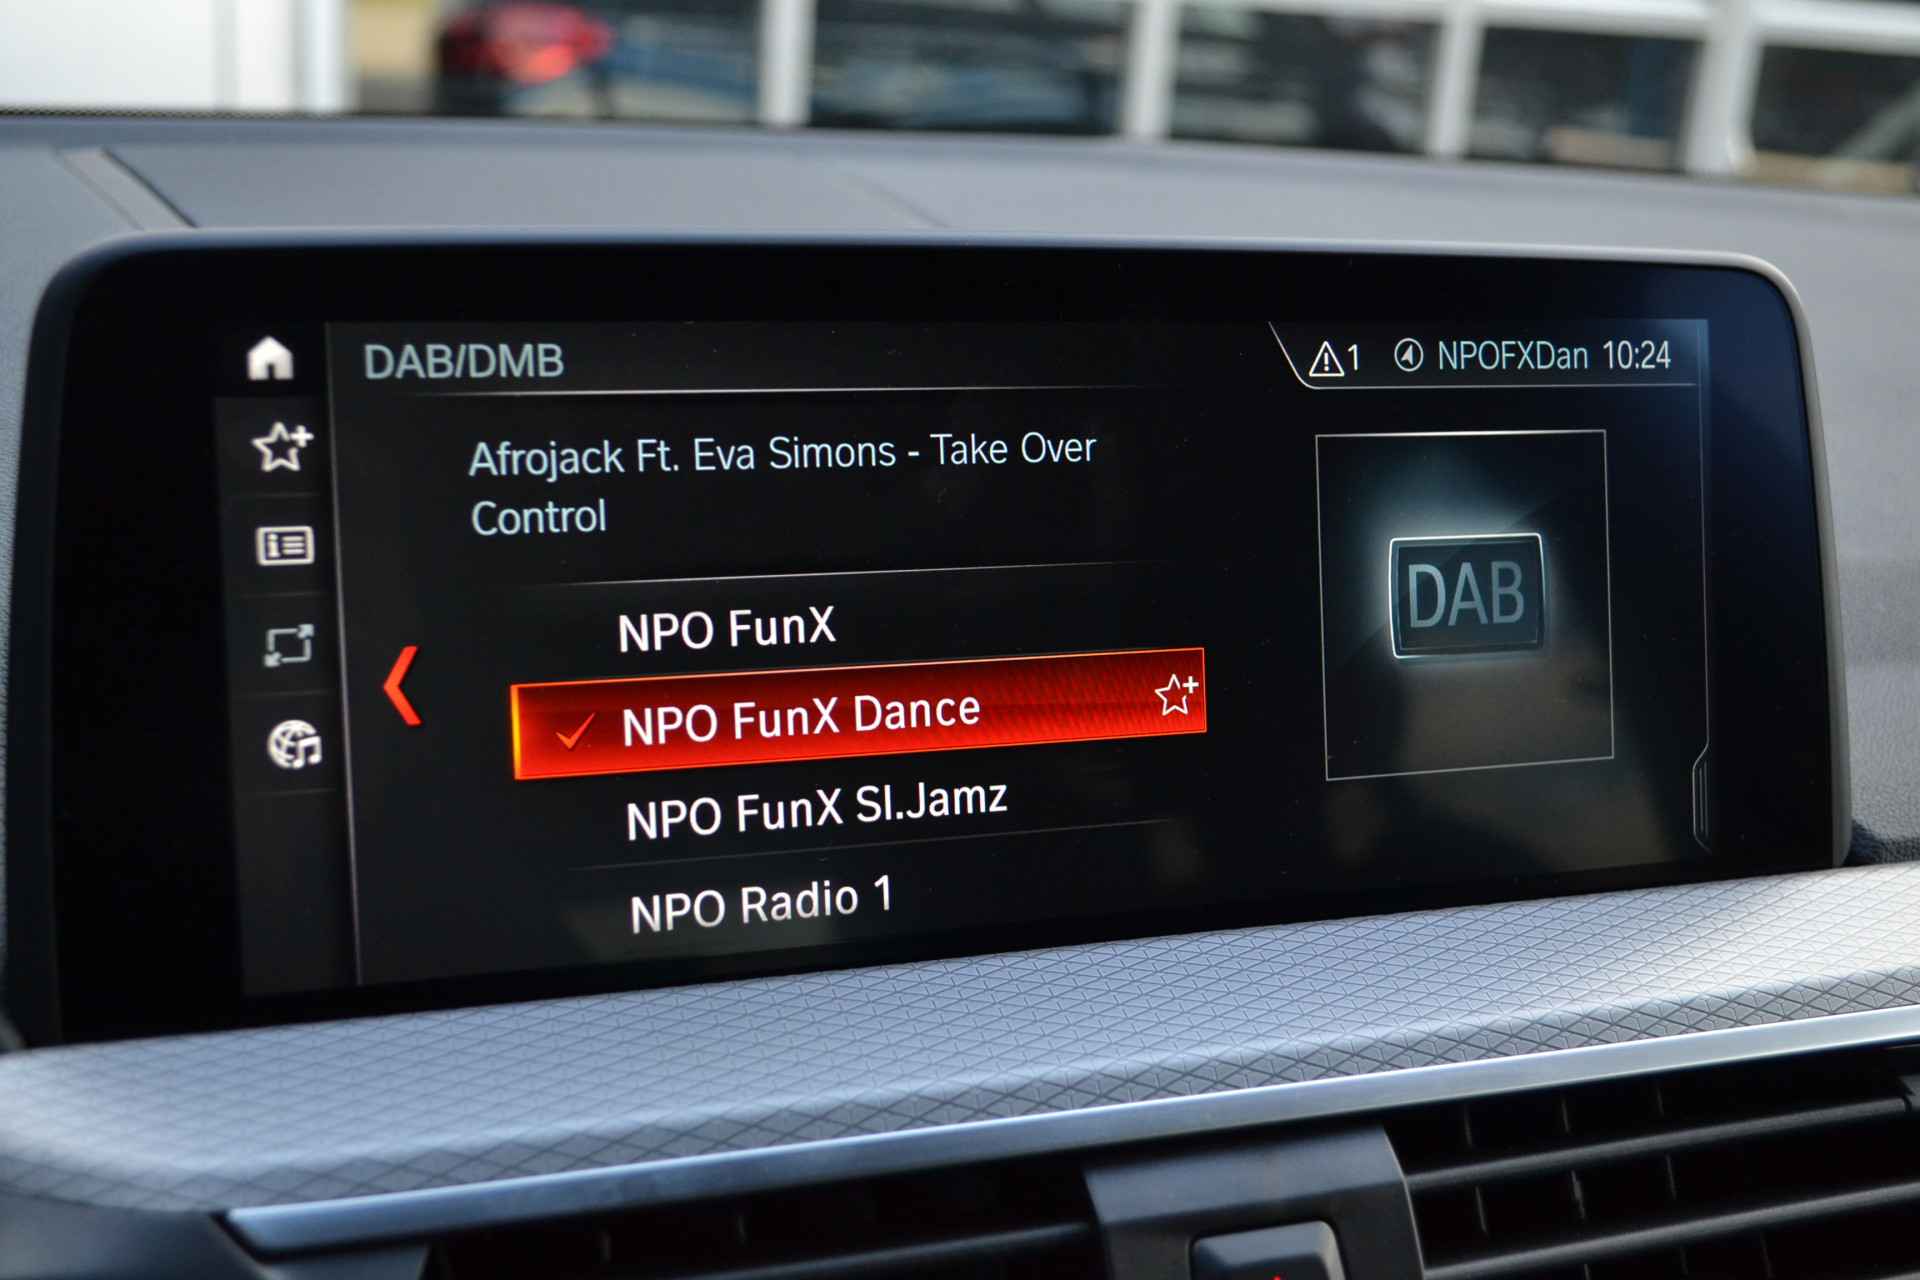 DAB/DMB
1 NPOFXDan 10:24
Afrojack Ft. Eva Simons - Take Over
Control
DAB
NPO FunX
NPO FunX Dance
NPO FunX Sl.Jamz
NPO Radio 1